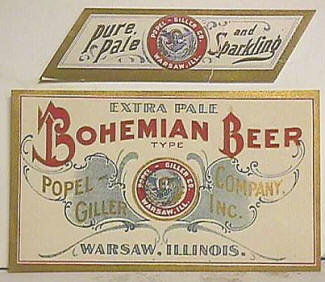 pure, pale and Sparkling
POPEL - GILLER CO.
WARSAW, ILL.
EXTRA PALE
BOHEMIAN BEER
TYPE
POPEL - GILLER COMPANY, INC.
POPEL - GILLER CO.
WARSAW, ILL.
WARSAW, ILLINOIS.